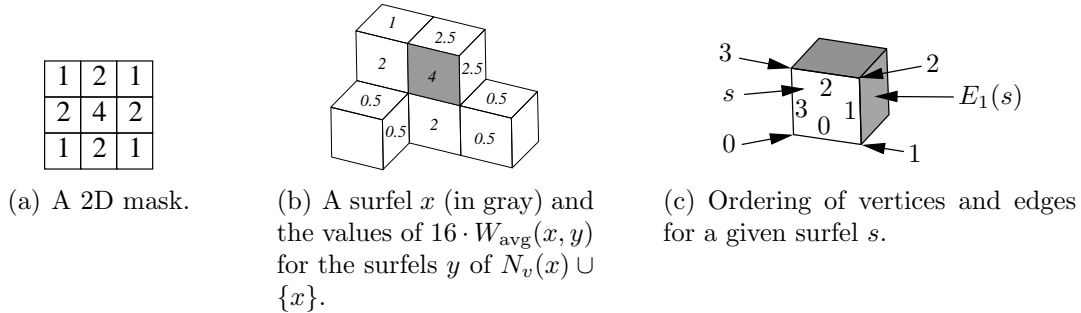 1 2 1
2 4 2
1 2 1
(a) A 2D mask.
1
2.5
2
4
2.5
0.5
0.5
0.5
2
0.5
(b) A surfel x (in gray) and
the values of 16 · W_avg(x, y)
for the surfels y of N_v(x) ∪
{x}.
3
2
s
2
E_1(s)
3
1
0
0
1
(c) Ordering of vertices and edges
for a given surfel s.